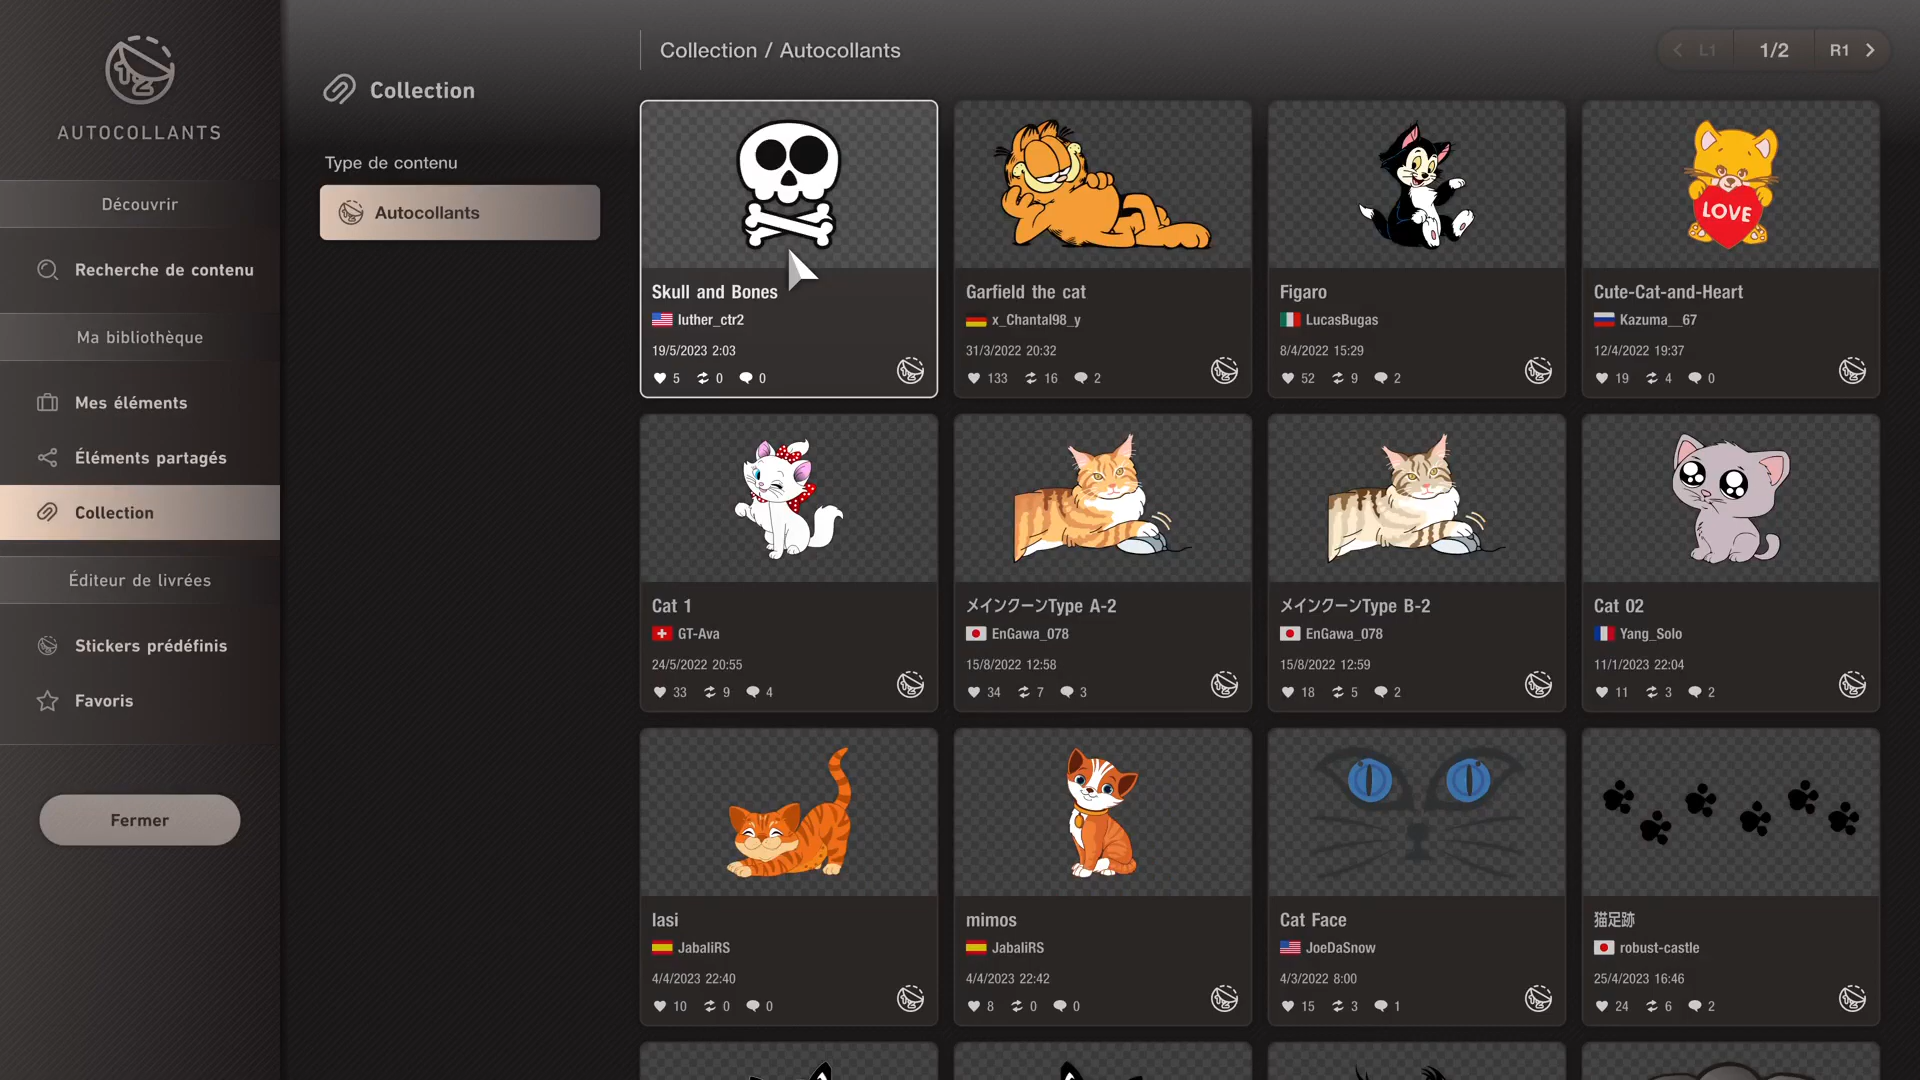 AUTOCOLLANTS
Découvrir
Recherche de contenu
Ma bibliothèque
Mes éléments
Éléments partagés
Collection
Éditeur de livrées
Stickers prédéfinis
Favoris
Fermer
Collection
Type de contenu
Autocollants
Collection / Autocollants
L1 1/2 R1
Skull and Bones
luther_ctr2
19/5/2023 2:03
5 0 0
Garfield the cat
x_Chantal98_y
31/3/2022 20:32
133 16 2
Figaro
LucasBugas
8/4/2022 15:29
52 9 2
LOVE
Cute-Cat-and-Heart
Kazuma__67
12/4/2022 19:37
19 4 0
Cat 1
GT-Ava
24/5/2022 20:55
33 9 4
メインクーンType A-2
EnGawa_078
15/8/2022 12:58
34 7 3
メインクーンType B-2
EnGawa_078
15/8/2022 12:59
18 5 2
Cat 02
Yang_Solo
11/1/2023 22:04
11 3 2
lasi
JabaliRS
4/4/2023 22:40
10 0 0
mimos
JabaliRS
4/4/2023 22:42
8 0 0
Cat Face
JoeDaSnow
4/3/2022 8:00
15 3 1
猫足跡
robust-castle
25/4/2023 16:46
24 6 2